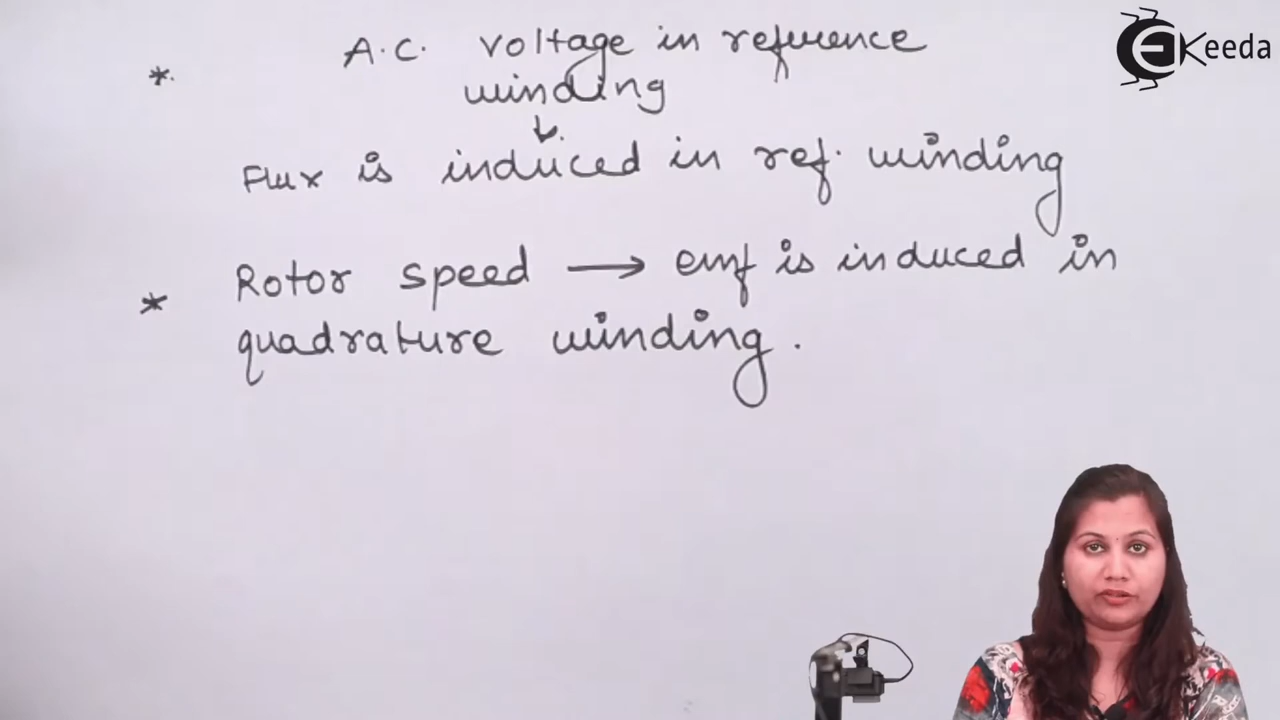 EKeeda
* A.C. voltage in reference
winding
↓
Flux is induced in ref. winding
* Rotor speed → emf is induced in
quadrature winding.